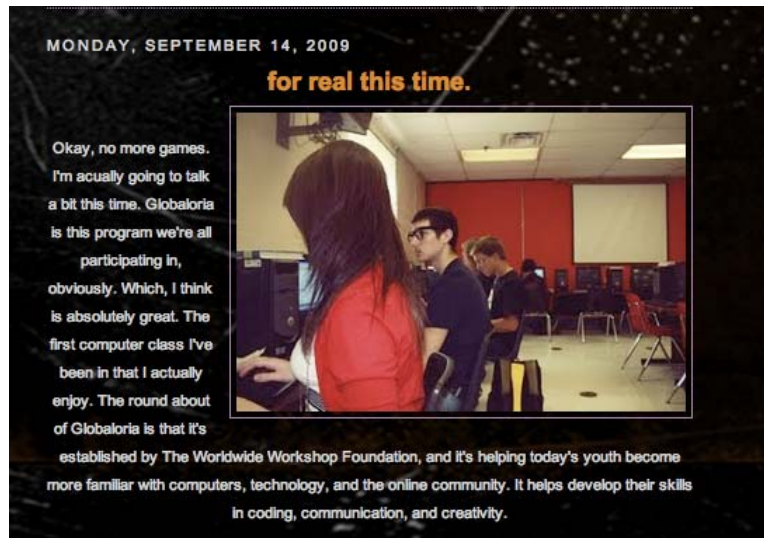 MONDAY, SEPTEMBER 14, 2009
for real this time.
Okay, no more games.
I'm acually going to talk
a bit this time. Globaloria
is this program we're all
participating in,
obviously. Which, I think
is absolutely great. The
first computer class I've
been in that I actually
enjoy. The round about
of Globaloria is that it's
established by The Worldwide Workshop Foundation, and it's helping today's youth become
more familiar with computers, technology, and the online community. It helps develop their skills
in coding, communication, and creativity.